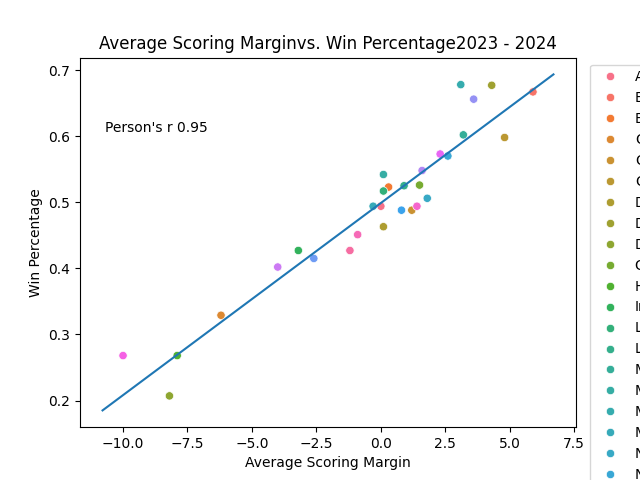 Average Scoring Marginvs. Win Percentage2023 - 2024
Person's r 0.95
Win Percentage
0.7
0.6
0.5
0.4
0.3
0.2
−10.0 −7.5 −5.0 −2.5 0.0 2.5 5.0 7.5
Average Scoring Margin